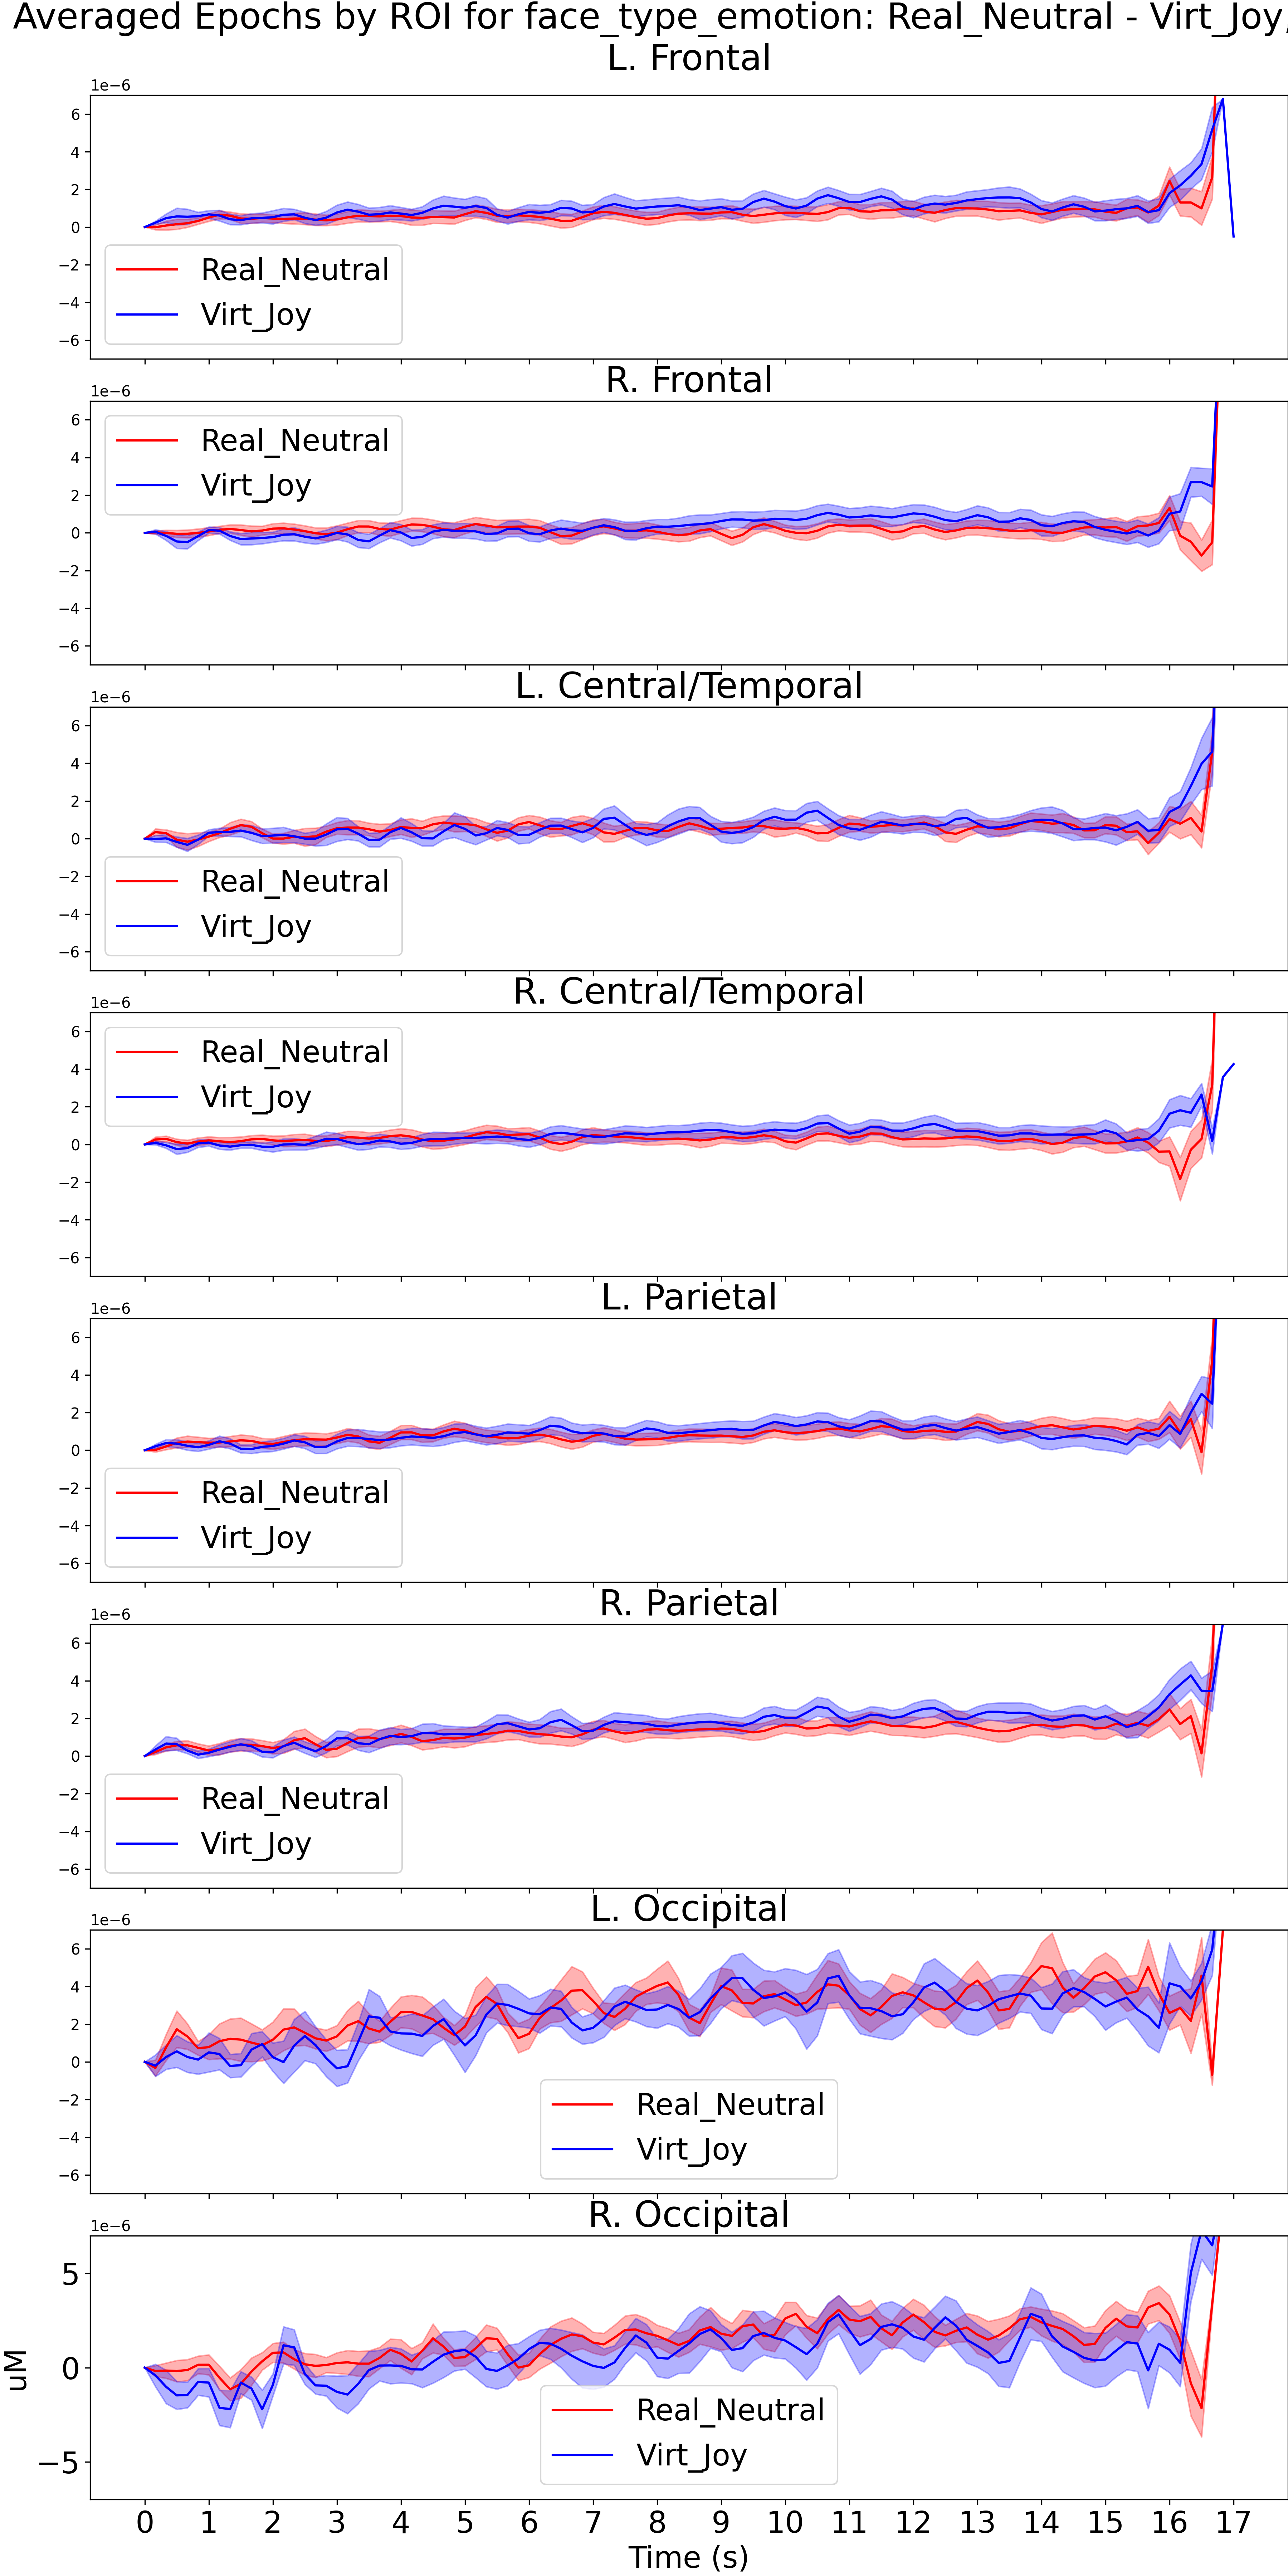 Averaged Epochs by ROI for face_type_emotion: Real_Neutral - Virt_Joy,
L. Frontal
1e−6
6
4
2
0
−2
−4
−6
Real_Neutral
Virt_Joy
R. Frontal
1e−6
6
4
2
0
−2
−4
−6
Real_Neutral
Virt_Joy
L. Central/Temporal
1e−6
6
4
2
0
−2
−4
−6
Real_Neutral
Virt_Joy
R. Central/Temporal
1e−6
6
4
2
0
−2
−4
−6
Real_Neutral
Virt_Joy
L. Parietal
1e−6
6
4
2
0
−2
−4
−6
Real_Neutral
Virt_Joy
R. Parietal
1e−6
6
4
2
0
−2
−4
−6
Real_Neutral
Virt_Joy
L. Occipital
1e−6
6
4
2
0
−2
−4
−6
Real_Neutral
Virt_Joy
R. Occipital
1e−6
5
0
−5
uM
Real_Neutral
Virt_Joy
0 1 2 3 4 5 6 7 8 9 10 11 12 13 14 15 16 17
Time (s)